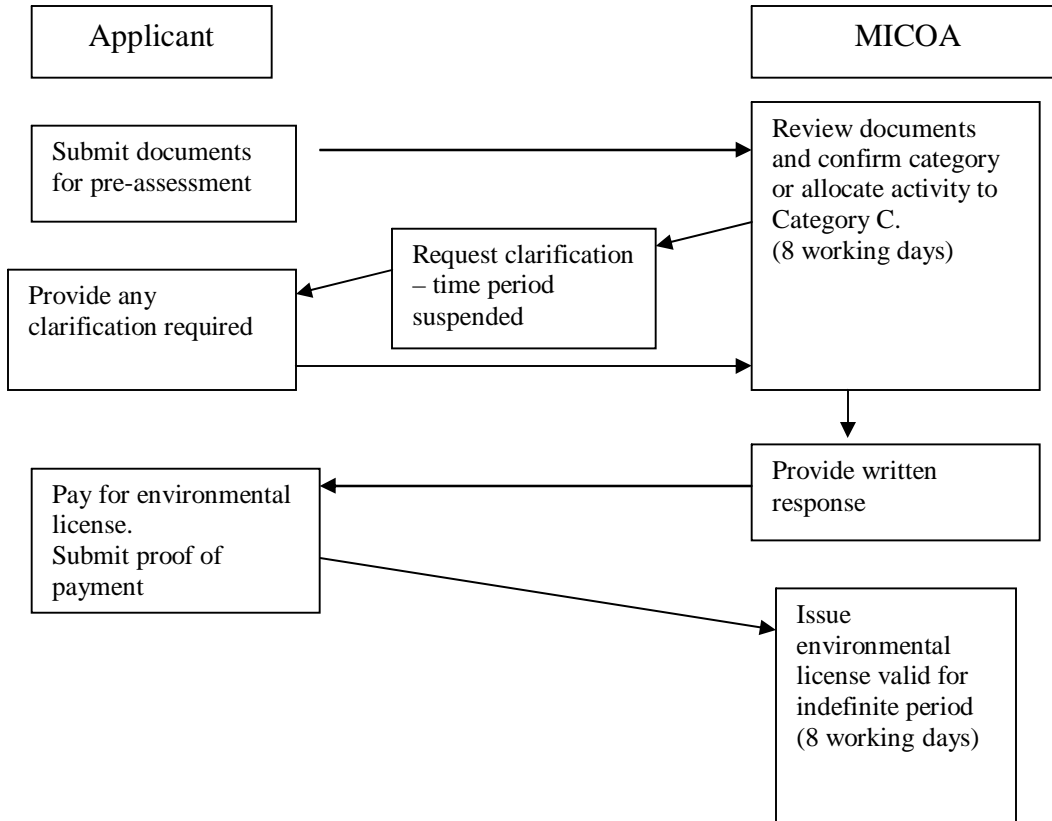 Applicant
MICOA
Submit documents
for pre-assessment
Review documents
and confirm category
or allocate activity to
Category C.
(8 working days)
Request clarification
– time period
suspended
Provide any
clarification required
Provide written
response
Pay for environmental
license.
Submit proof of
payment
Issue
environmental
license valid for
indefinite period
(8 working days)